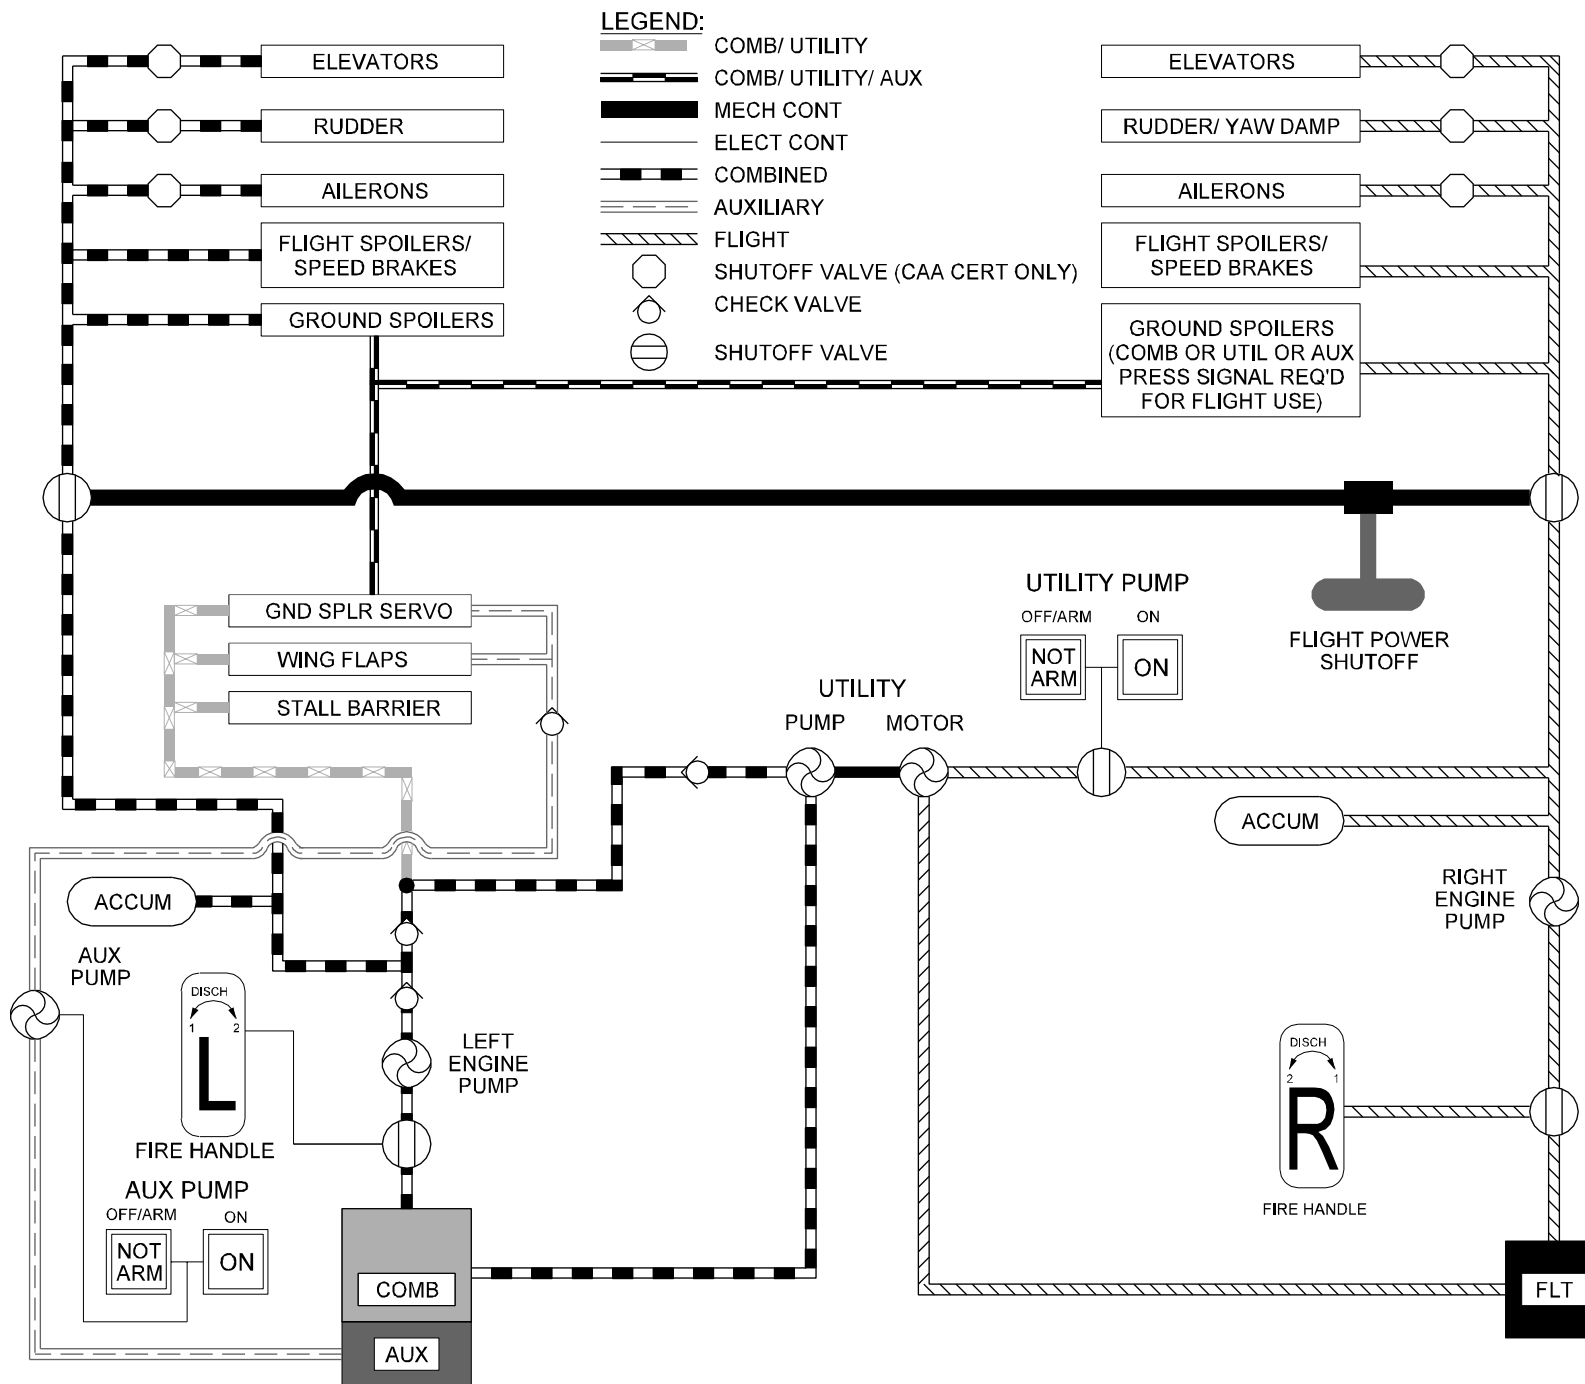 LEGEND:
COMB/ UTILITY
COMB/ UTILITY/ AUX
MECH CONT
ELECT CONT
COMBINED
AUXILIARY
FLIGHT
SHUTOFF VALVE (CAA CERT ONLY)
CHECK VALVE
SHUTOFF VALVE
ELEVATORS
RUDDER
AILERONS
FLIGHT SPOILERS/
SPEED BRAKES
GROUND SPOILERS
ELEVATORS
RUDDER/ YAW DAMP
AILERONS
FLIGHT SPOILERS/
SPEED BRAKES
GROUND SPOILERS
(COMB OR UTIL OR AUX
PRESS SIGNAL REQ'D
FOR FLIGHT USE)
GND SPLR SERVO
WING FLAPS
STALL BARRIER
UTILITY PUMP
OFF/ARM
ON
NOT
ARM
ON
FLIGHT POWER
SHUTOFF
UTILITY
PUMP
MOTOR
ACCUM
RIGHT
ENGINE
PUMP
ACCUM
AUX
PUMP
DISCH
1
2
L
FIRE HANDLE
LEFT
ENGINE
PUMP
DISCH
2
1
R
FIRE HANDLE
AUX PUMP
OFF/ARM
ON
NOT
ARM
ON
COMB
AUX
FLT